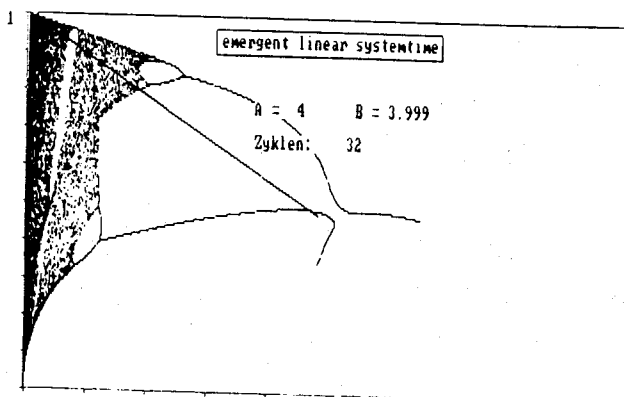 1
emergent linear systemtime
A = 4 B = 3.999
Zyklen: 32